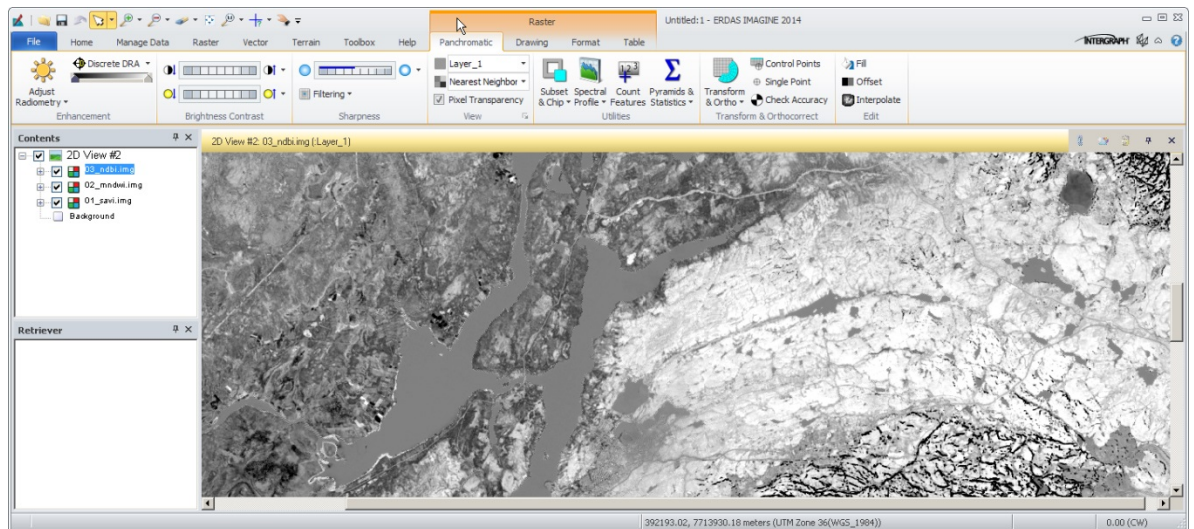 Raster
Untitled:1 - ERDAS IMAGINE 2014
File Home Manage Data Raster Vector Terrain Toolbox Help Panchromatic Drawing Format Table
INTERGRAPH
Adjust Radometry
Discrete DRA
Enhancement
Brightness Contrast
Filtering
Sharpness
Layer_1
Nearest Neighbor
Pixel Transparency
View
Subset & Chip
Spectral Profile
Count Features
Pyramids & Statistics
Utilities
Transform & Ortho
Control Points
Single Point
Check Accuracy
Transform & Orthocorrect
Fill
Offset
Interpolate
Edit
Contents
2D View #2
03_ndbi.img
02_mndwi.img
01_savi.img
Background
Retriever
2D View #2: 03_ndbi.img (:Layer_1)
392193.02, 7713930.18 meters (UTM Zone 36(WGS_1984))
0.00 (CW)